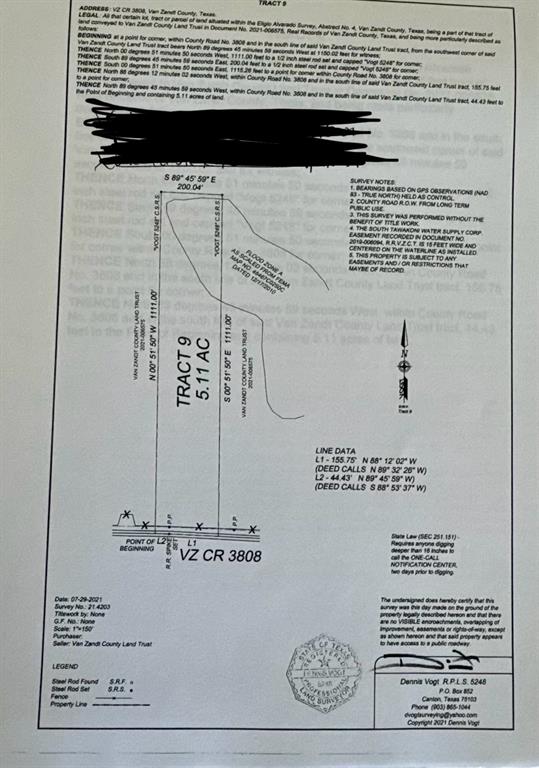 TRACT 9
ADDRESS: VZ CR 3808, Van Zandt County, Texas.
LEGAL: All that certain lot, tract or parcel of land situated within the Eligio Alvarado Survey, Abstract No. 4, Van Zandt County, Texas, being a part of that tract of
land conveyed to Van Zandt County Land Trust in Document No. 2021-006575, Real Records of Van Zandt County, Texas, and being more particularly described as
follows:
BEGINNING at a point for corner, within County Road No. 3808 and in the south line of said Van Zandt County Land Trust tract, from the southwest corner of said
Van Zandt County Land Trust tract bears North 89 degrees 45 minutes 59 seconds West at 1150.02 feet for witness;
THENCE North 00 degrees 51 minutes 50 seconds West, 1111.00 feet to a 1/2 inch steel rod set and capped "Vogt 5248" for corner;
THENCE South 89 degrees 45 minutes 59 seconds East, 200.04 feet to a 1/2 inch steel rod set and capped "Vogt 5248" for corner;
THENCE South 00 degrees 51 minutes 50 seconds East, 1115.26 feet to a point for corner within County Road No. 3808 for corner;
THENCE North 88 degrees 12 minutes 02 seconds West, within County Road No. 3808 and in the south line of said Van Zandt County Land Trust tract, 155.75 feet
to a point for corner;
THENCE North 89 degrees 45 minutes 59 seconds West, within County Road No. 3808 and in the south line of said Van Zandt County Land Trust tract, 44.43 feet to
the Point of Beginning and containing 5.11 acres of land.
S 89° 45' 59" E
200.04'
"VOGT 5248" C.S.R.S.
"VOGT 5248" C.S.R.S.
FLOOD ZONE A
AS SCALED FROM FEMA
DATED 12/17/2010
SURVEY NOTES:
1. BEARINGS BASED ON GPS OBSERVATIONS (NAD
83 - TRUE NORTH) HELD AS CONTROL.
2. COUNTY ROAD R.O.W. FROM LONG TERM
PUBLIC USE.
3. THIS SURVEY WAS PERFORMED WITHOUT THE
BENEFIT OF TITLE WORK.
4. THE SOUTH TAWAKONI WATER SUPPLY CORP.
EASEMENT RECORDED IN DOCUMENT NO.
2019-006094, R.R.V.Z.C.T. IS 15 FEET WIDE AND
CENTERED ON THE WATERLINE AS INSTALLED.
5. THIS PROPERTY IS SUBJECT TO ANY
EASEMENTS AND / OR RESTRICTIONS THAT
MAYBE OF RECORD.
VAN ZANDT COUNTY LAND TRUST
2021-006575
N 00° 51' 50" W 1111.00'
TRACT 9
5.11 AC
S 00° 51' 50" E 1111.00'
VAN ZANDT COUNTY LAND TRUST
2021-006575
N
Tract 9
LINE DATA
L1 - 155.75' N 88° 12' 02" W
(DEED CALLS N 89° 32' 26" W)
L2 - 44.43' N 89° 45' 59" W
(DEED CALLS S 88° 53' 37" W)
P.P.
P.P.
POINT OF
BEGINNING
L2
R.R. SPIKE
SET
L1
VZ CR 3808
State Law (SEC 251.151) -
Requires anyone digging
deeper than 16 inches to
call the ONE-CALL
NOTIFICATION CENTER,
two days prior to digging.
Date: 07-29-2021
Survey No.: 21.4203
Titlework by: None
G.F. No.: None
Scale: 1"=150'
Purchaser:
Seller: Van Zandt County Land Trust
The undersigned does hereby certify that this
survey was this day made on the ground of the
property legally described hereon and that there
are no VISIBLE encroachments, overlapping of
improvement, easements or rights-of-way, except
as shown hereon and that said property appears
to have access to a public roadway.
LEGEND
Steel Rod Found S.R.F.
Steel Rod Set S.R.S.
Fence
Property Line
STATE OF TEXAS
REGISTERED
DENNIS VOGT
5248
PROFESSIONAL
LAND SURVEYOR
Dennis Vogt R.P.L.S. 5248
P.O. Box 852
Canton, Texas 75103
Phone (903) 865-1044
dvogtsurveying@yahoo.com
Copyright 2021 Dennis Vogt